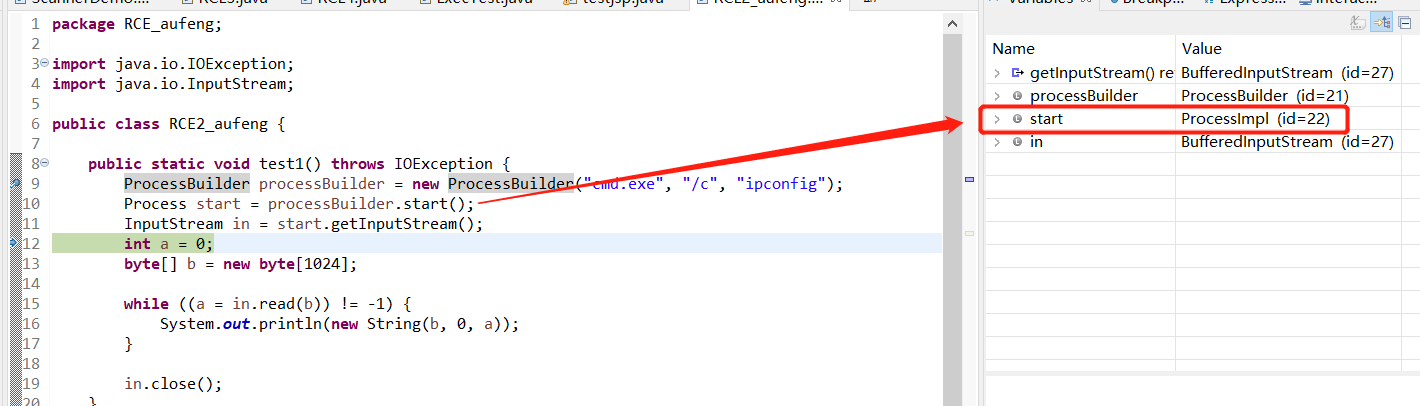 RCE3.java RCE4.java ExecTest.java testjsp.java
Variables Breakp... Express... Interac...
Name Value
getInputStream() re BufferedInputStream (id=27)
processBuilder ProcessBuilder (id=21)
start ProcessImpl (id=22)
in BufferedInputStream (id=27)
1 package RCE_aufeng;
2
3 import java.io.IOException;
4 import java.io.InputStream;
5
6 public class RCE2_aufeng {
7
8 public static void test1() throws IOException {
9 ProcessBuilder processBuilder = new ProcessBuilder("cmd.exe", "/c", "ipconfig");
10 Process start = processBuilder.start();
11 InputStream in = start.getInputStream();
12 int a = 0;
13 byte[] b = new byte[1024];
14
15 while ((a = in.read(b)) != -1) {
16 System.out.println(new String(b, 0, a));
17 }
18
19 in.close();
20 }